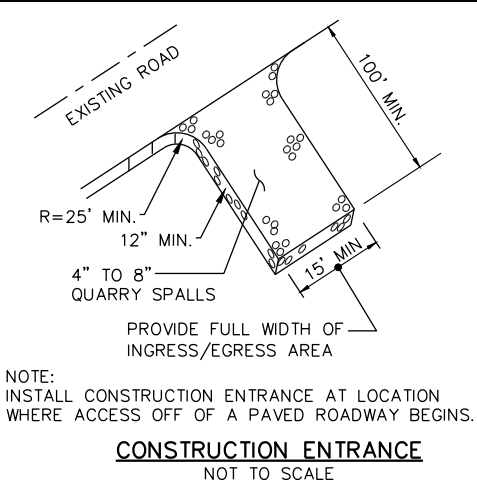 EXISTING ROAD
100' MIN.
R=25' MIN.
12" MIN.
4" TO 8"
QUARRY SPALLS
15' MIN
PROVIDE FULL WIDTH OF
INGRESS/EGRESS AREA
NOTE:
INSTALL CONSTRUCTION ENTRANCE AT LOCATION
WHERE ACCESS OFF OF A PAVED ROADWAY BEGINS.
CONSTRUCTION ENTRANCE
NOT TO SCALE